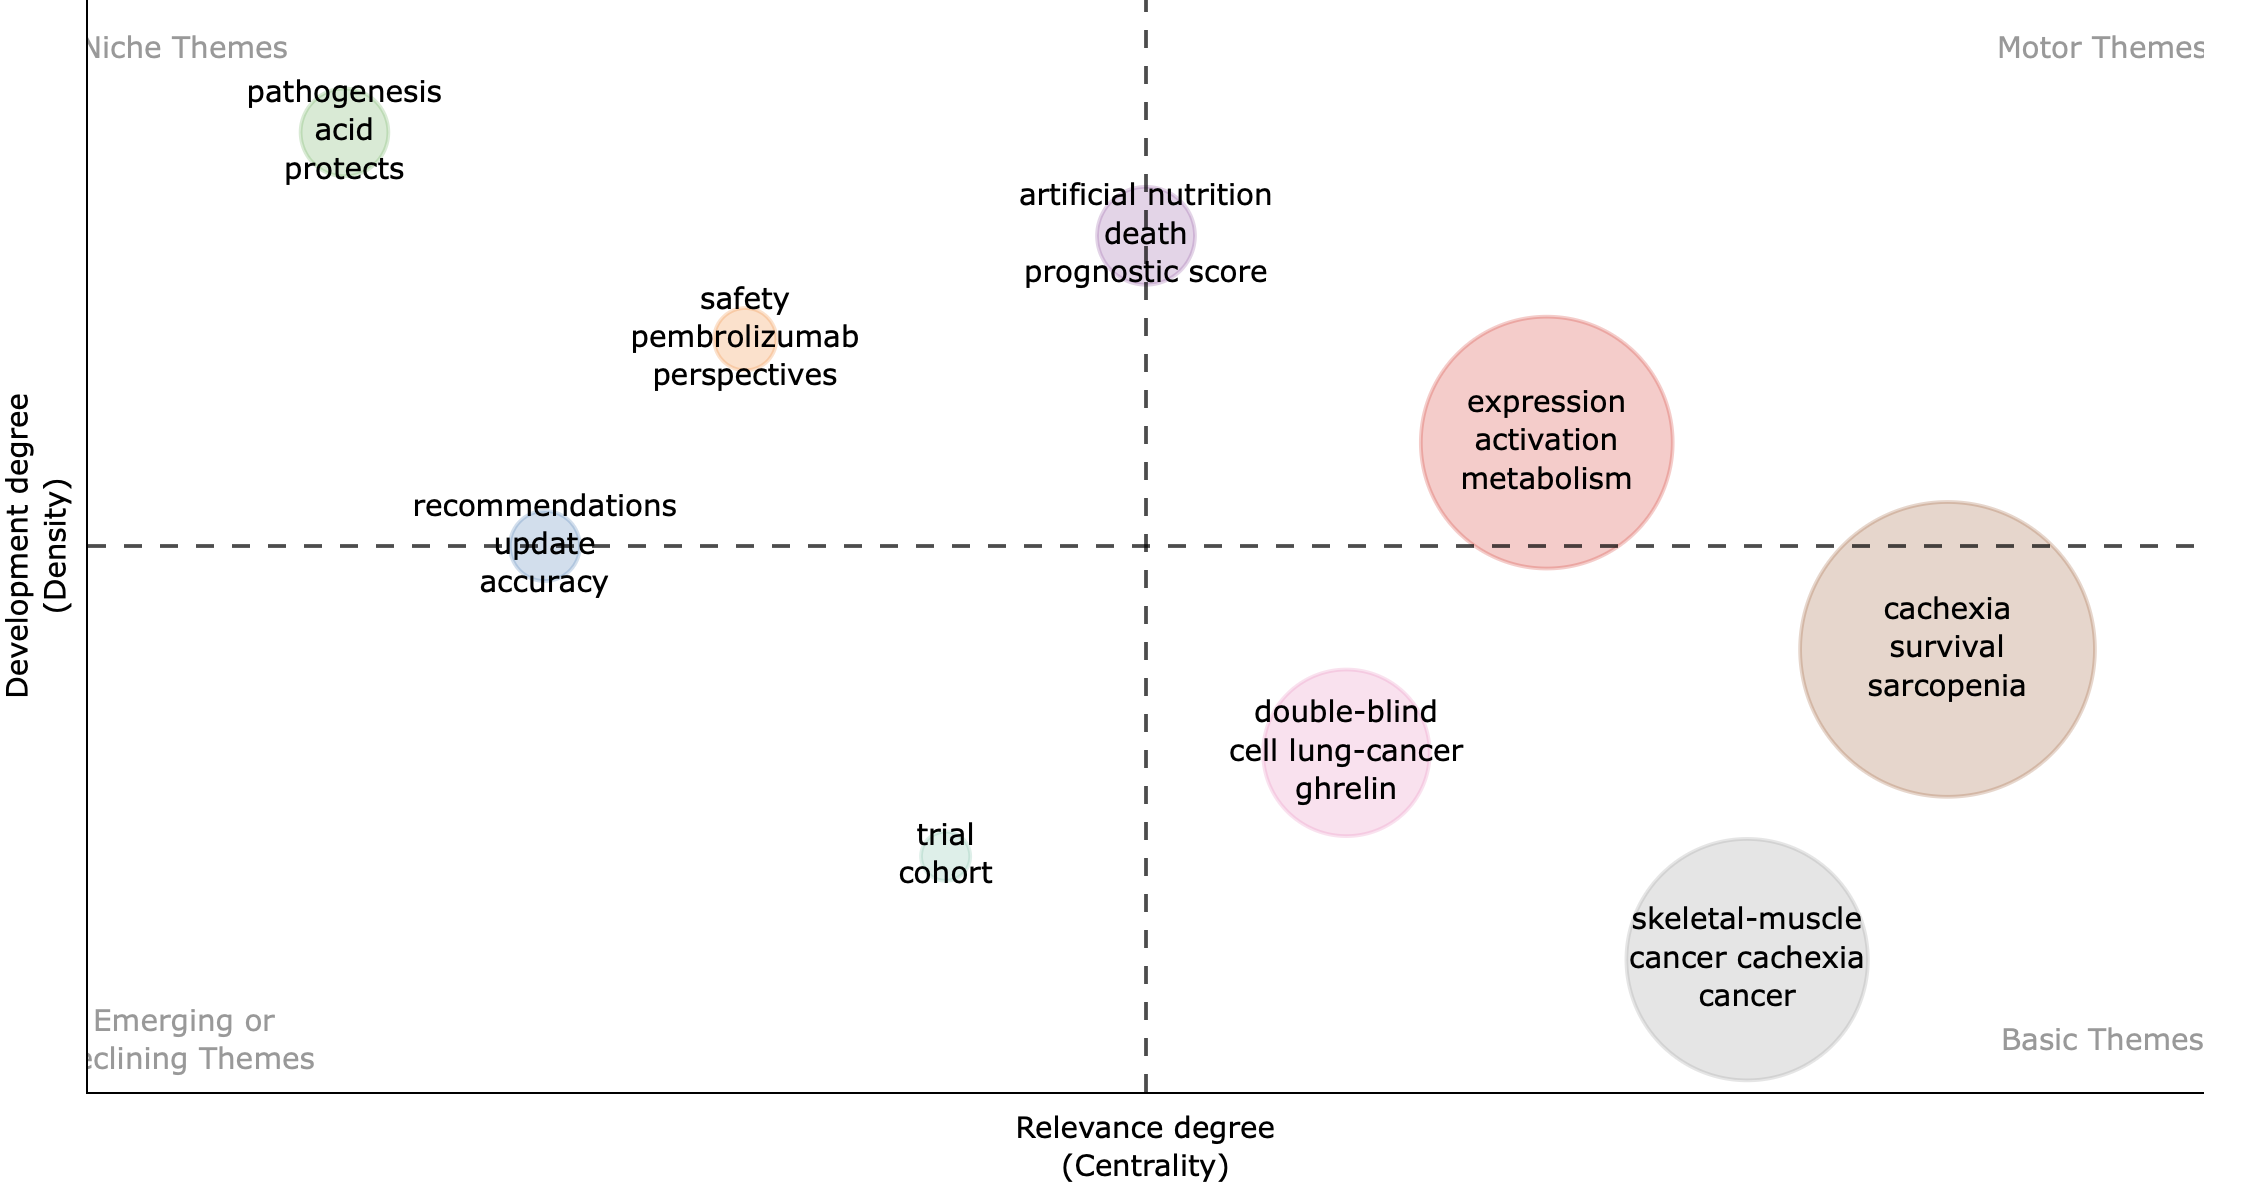 Niche Themes
Motor Themes
pathogenesis
acid
protects
artificial nutrition
death
prognostic score
safety
pembrolizumab
perspectives
expression
activation
metabolism
recommendations
update
accuracy
cachexia
survival
sarcopenia
double-blind
cell lung-cancer
ghrelin
trial
cohort
skeletal-muscle
cancer cachexia
cancer
Emerging or
eclining Themes
Basic Themes
Development degree
(Density)
Relevance degree
(Centrality)